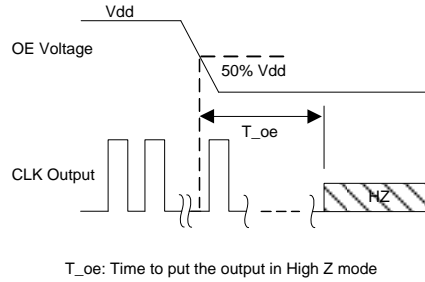 Vdd
OE Voltage
50% Vdd
T_oe
CLK Output
HZ
T_oe: Time to put the output in High Z mode